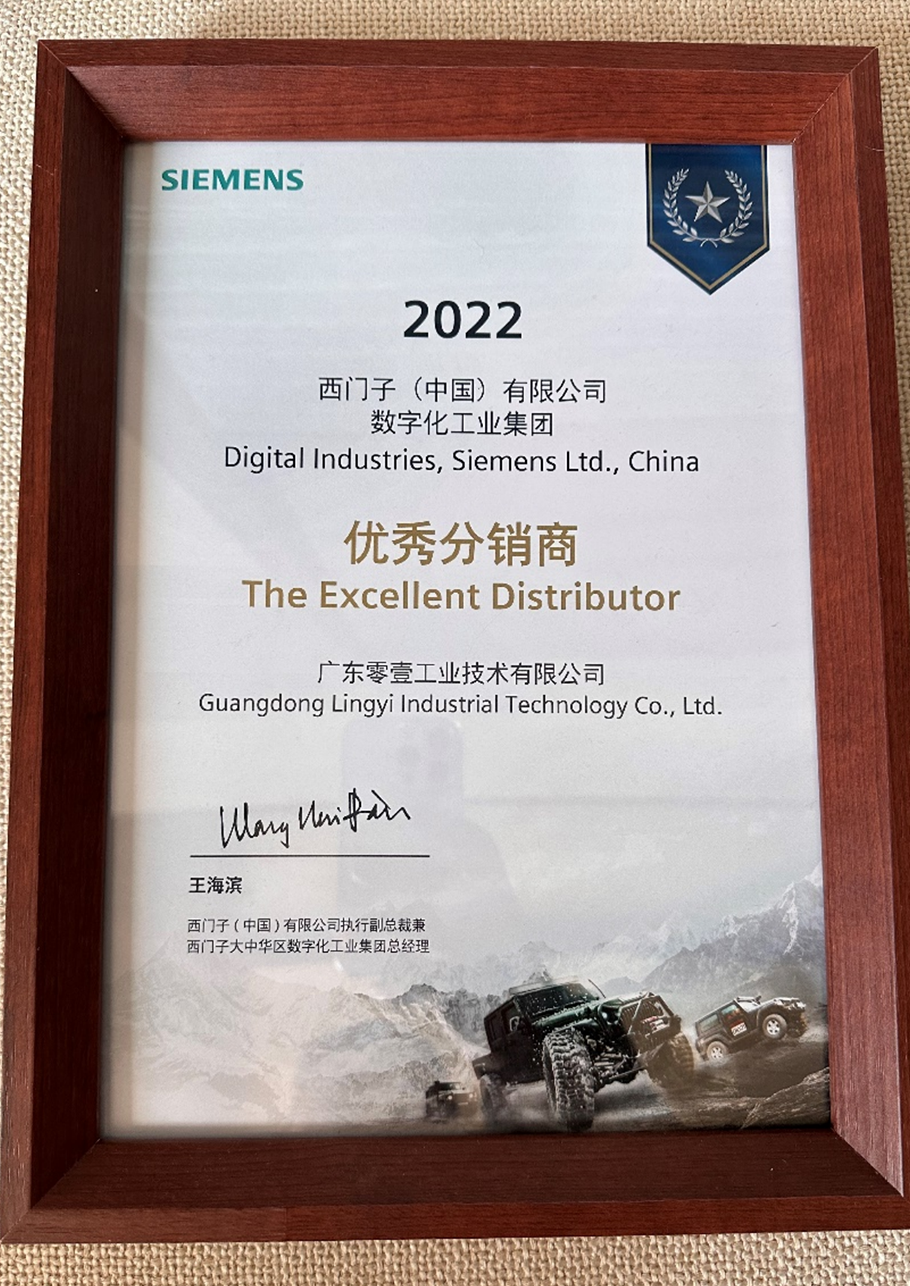 SIEMENS
2022
西门子（中国）有限公司
数字化工业集团
Digital Industries, Siemens Ltd., China
优秀分销商
The Excellent Distributor
广东零壹工业技术有限公司
Guangdong Lingyi Industrial Technology Co., Ltd.
Wang Haibin
王海滨
西门子（中国）有限公司执行副总裁兼
西门子大中华区数字化工业集团总经理